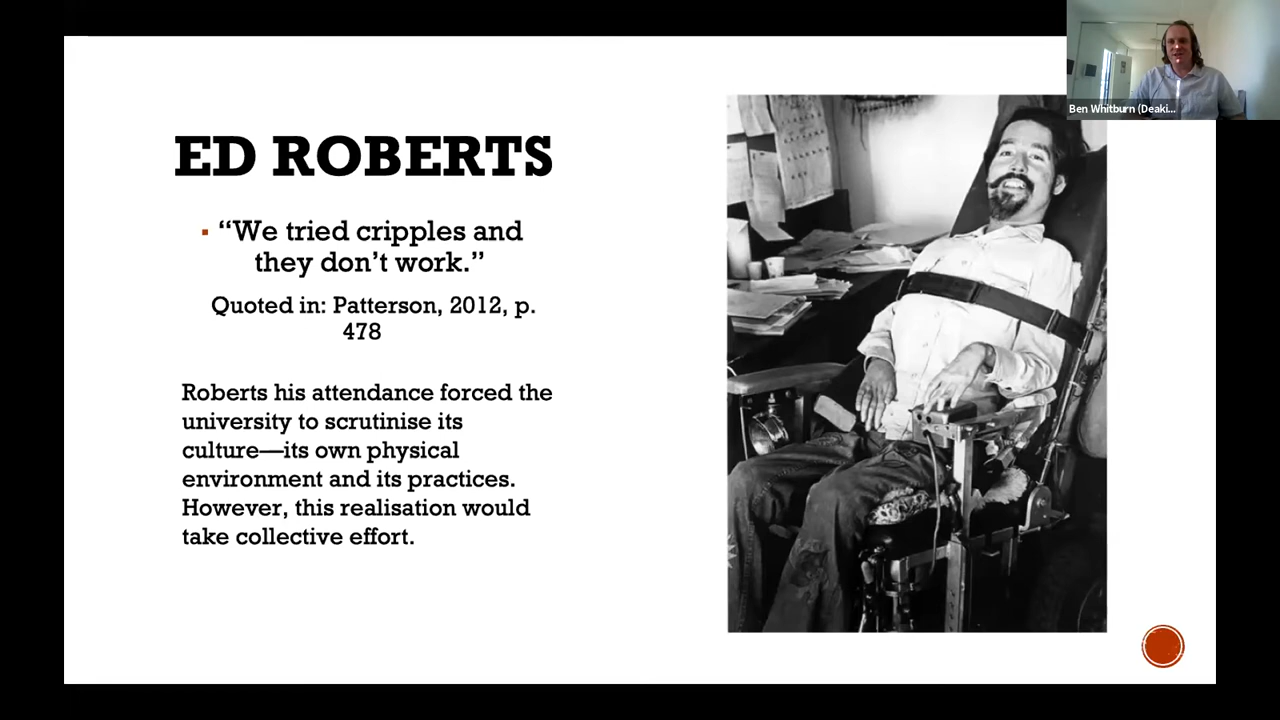 Ben Whitburn (Deaki...
ED ROBERTS
▪ “We tried cripples and
they don’t work.”
Quoted in: Patterson, 2012, p.
478
Roberts his attendance forced the
university to scrutinise its
culture—its own physical
environment and its practices.
However, this realisation would
take collective effort.